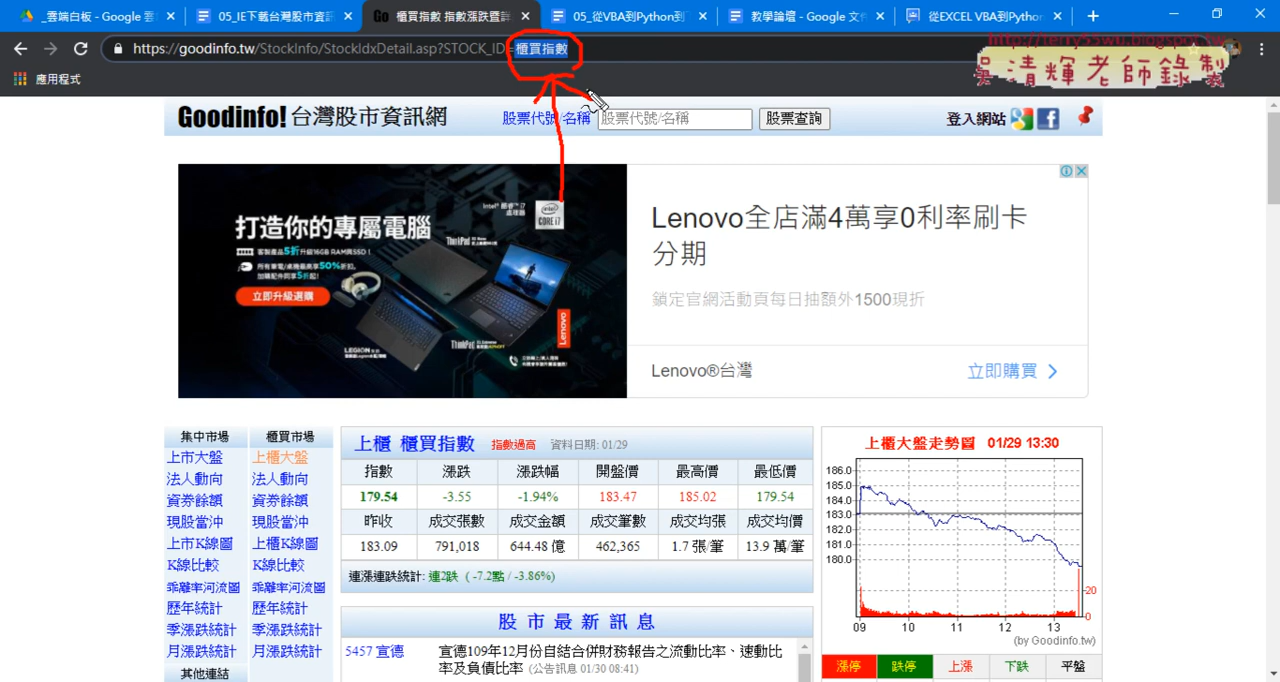 _雲端白板 - Google 雲
05_IE下載台灣股市資訊
Go 櫃買指數 指數漲跌暨詳
05_從VBA到Python到
教學論壇 - Google 文
從EXCEL VBA到Python
https://goodinfo.tw/StockInfo/StockIdxDetail.asp?STOCK_ID=櫃買指數
http://terry55wu.blogspot.tw
吳清輝老師錄製
應用程式
Goodinfo! 台灣股市資訊網
股票代號/名稱 股票代號/名稱 股票查詢
登入網站
打造你的專屬電腦
立即升級選購
intel
CORE i7
Lenovo
LEGION
Lenovo全店滿4萬享0利率刷卡
分期
鎖定官網活動頁每日抽額外1500現折
Lenovo®台灣
立即購買
集中市場 櫃買市場
上市大盤 上櫃大盤
法人動向 法人動向
資券餘額 資券餘額
現股當沖 現股當沖
上市K線圖 上櫃K線圖
K線比較 K線比較
乖離率河流圖 乖離率河流圖
歷年統計 歷年統計
季漲跌統計 季漲跌統計
月漲跌統計 月漲跌統計
其他連結
上櫃 櫃買指數 指數過高 資料日期: 01/29
指數 漲跌 漲跌幅 開盤價 最高價 最低價
179.54 -3.55 -1.94% 183.47 185.02 179.54
昨收 成交張數 成交金額 成交筆數 成交均張 成交均價
183.09 791,018 644.48 億 462,365 1.7 張/筆 13.9 萬/筆
連漲連跌統計: 連2跌 ( -7.2點 / -3.86%)
股市最新訊息
5457 宣德 宣德109年12月份自結合併財務報告之流動比率、速動比
率及負債比率 (公告訊息 01/30 08:41)
上櫃大盤走勢圖 01/29 13:30
186.0
185.0
184.0
183.0
182.0
181.0
180.0
20
0
09 10 11 12 13
(by Goodinfo.tw)
漲停 跌停 上漲 下跌 平盤